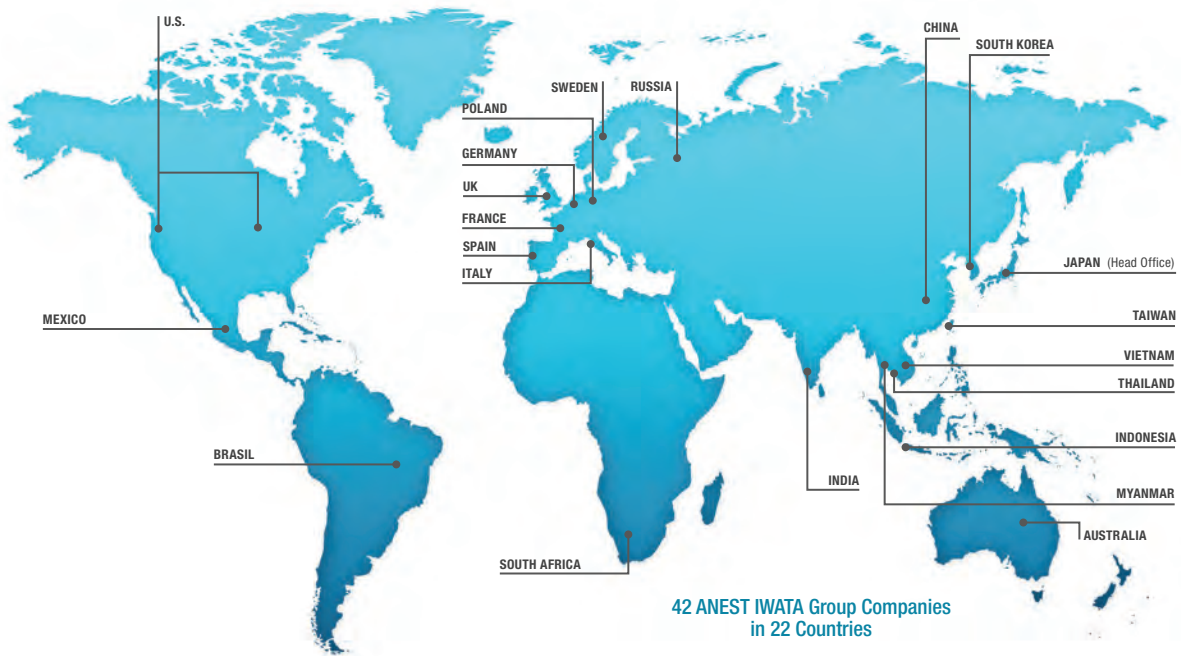 U.S.
CHINA
SOUTH KOREA
SWEDEN
RUSSIA
POLAND
GERMANY
UK
FRANCE
SPAIN
ITALY
JAPAN (Head Office)
MEXICO
TAIWAN
VIETNAM
THAILAND
BRASIL
INDONESIA
INDIA
MYANMAR
AUSTRALIA
SOUTH AFRICA
42 ANEST IWATA Group Companies
in 22 Countries